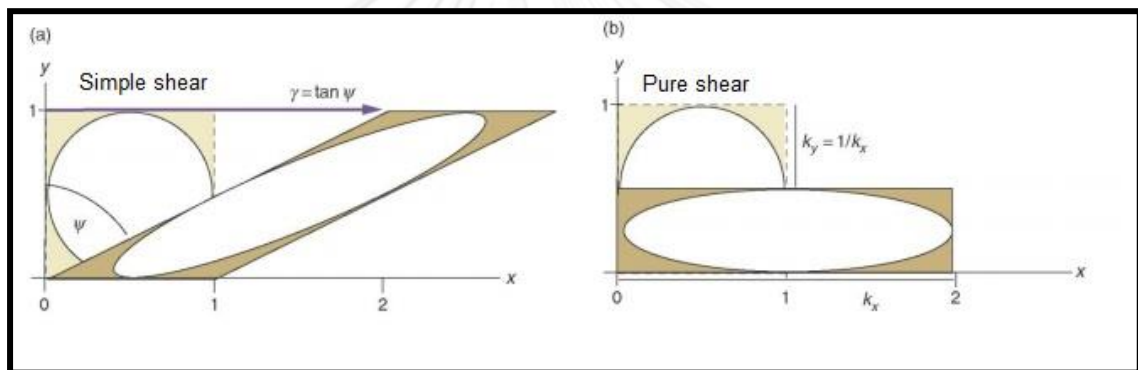 (a)
y
Simple shear
γ = tan ψ
1
ψ
x
0
1
2
(b)
y
Pure shear
1
k_y = 1/k_x
x
0
1
k_x
2